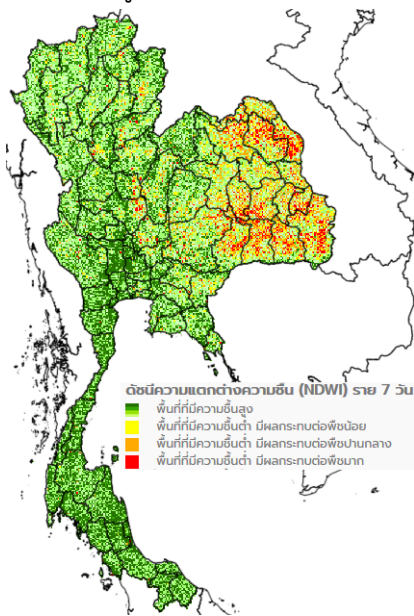 ดัชนีความแตกต่างความชื้น (NDWI) ราย 7 วัน
พื้นที่ที่มีความชื้นสูง
พื้นที่ที่มีความชื้นต่ำ มีผลกระทบต่อพืชน้อย
พื้นที่ที่มีความชื้นต่ำ มีผลกระทบต่อพืชปานกลาง
พื้นที่ที่มีความชื้นต่ำ มีผลกระทบต่อพืชมาก